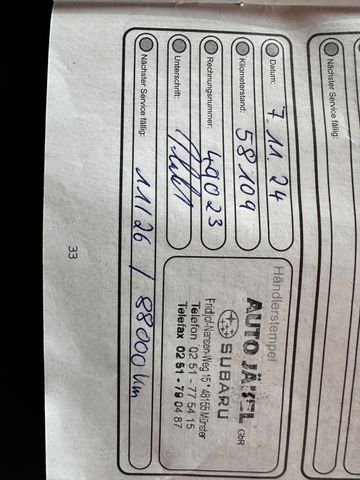 Datum: 7.11.24
Kilometerstand: 58109
Rechnungsnummer: 49023
Unterschrift:
Nächster Service fällig: 11/26 / 88000 km
Händlerstempel
AUTO JÄKEL GbR
SUBARU
Fridtjof-Nansen-Weg 15 * 48155 Münster
Telefon 02 51 - 77 54 15
Telefax 02 51 - 79 04 87
33
Nächster Service fällig: